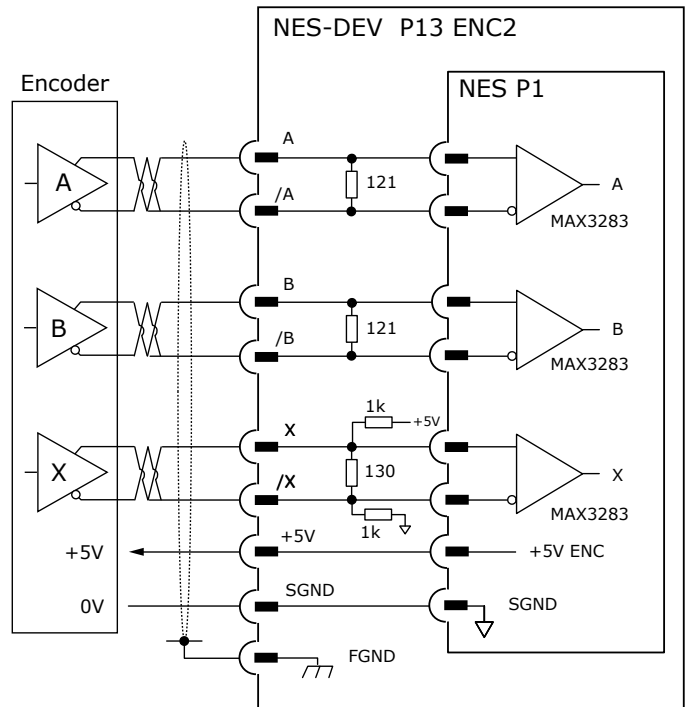 NES-DEV P13 ENC2
Encoder
NES P1
A
A
/A
121
A
MAX3283
B
B
/B
121
B
MAX3283
X
X
/X
1k
+5V
130
1k
X
MAX3283
+5V
+5V
+5V ENC
0V
SGND
SGND
FGND